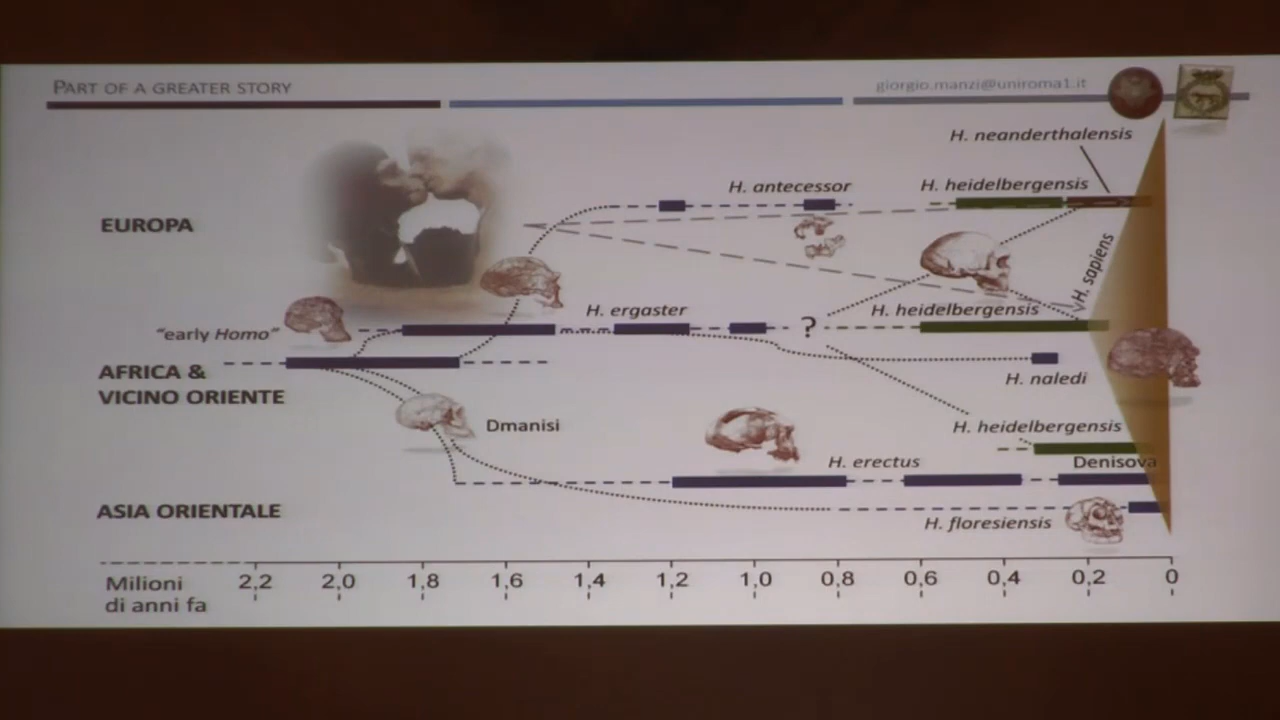 PART OF A GREATER STORY
giorgio.manzi@uniroma1.it
H. neanderthalensis
H. antecessor
H. heidelbergensis
EUROPA
H. sapiens
H. ergaster
H. heidelbergensis
"early Homo"
?
AFRICA &
VICINO ORIENTE
H. naledi
Dmanisi
H. heidelbergensis
H. erectus
Denisova
ASIA ORIENTALE
H. floresiensis
Milioni
di anni fa
2,2 2,0 1,8 1,6 1,4 1,2 1,0 0,8 0,6 0,4 0,2 0